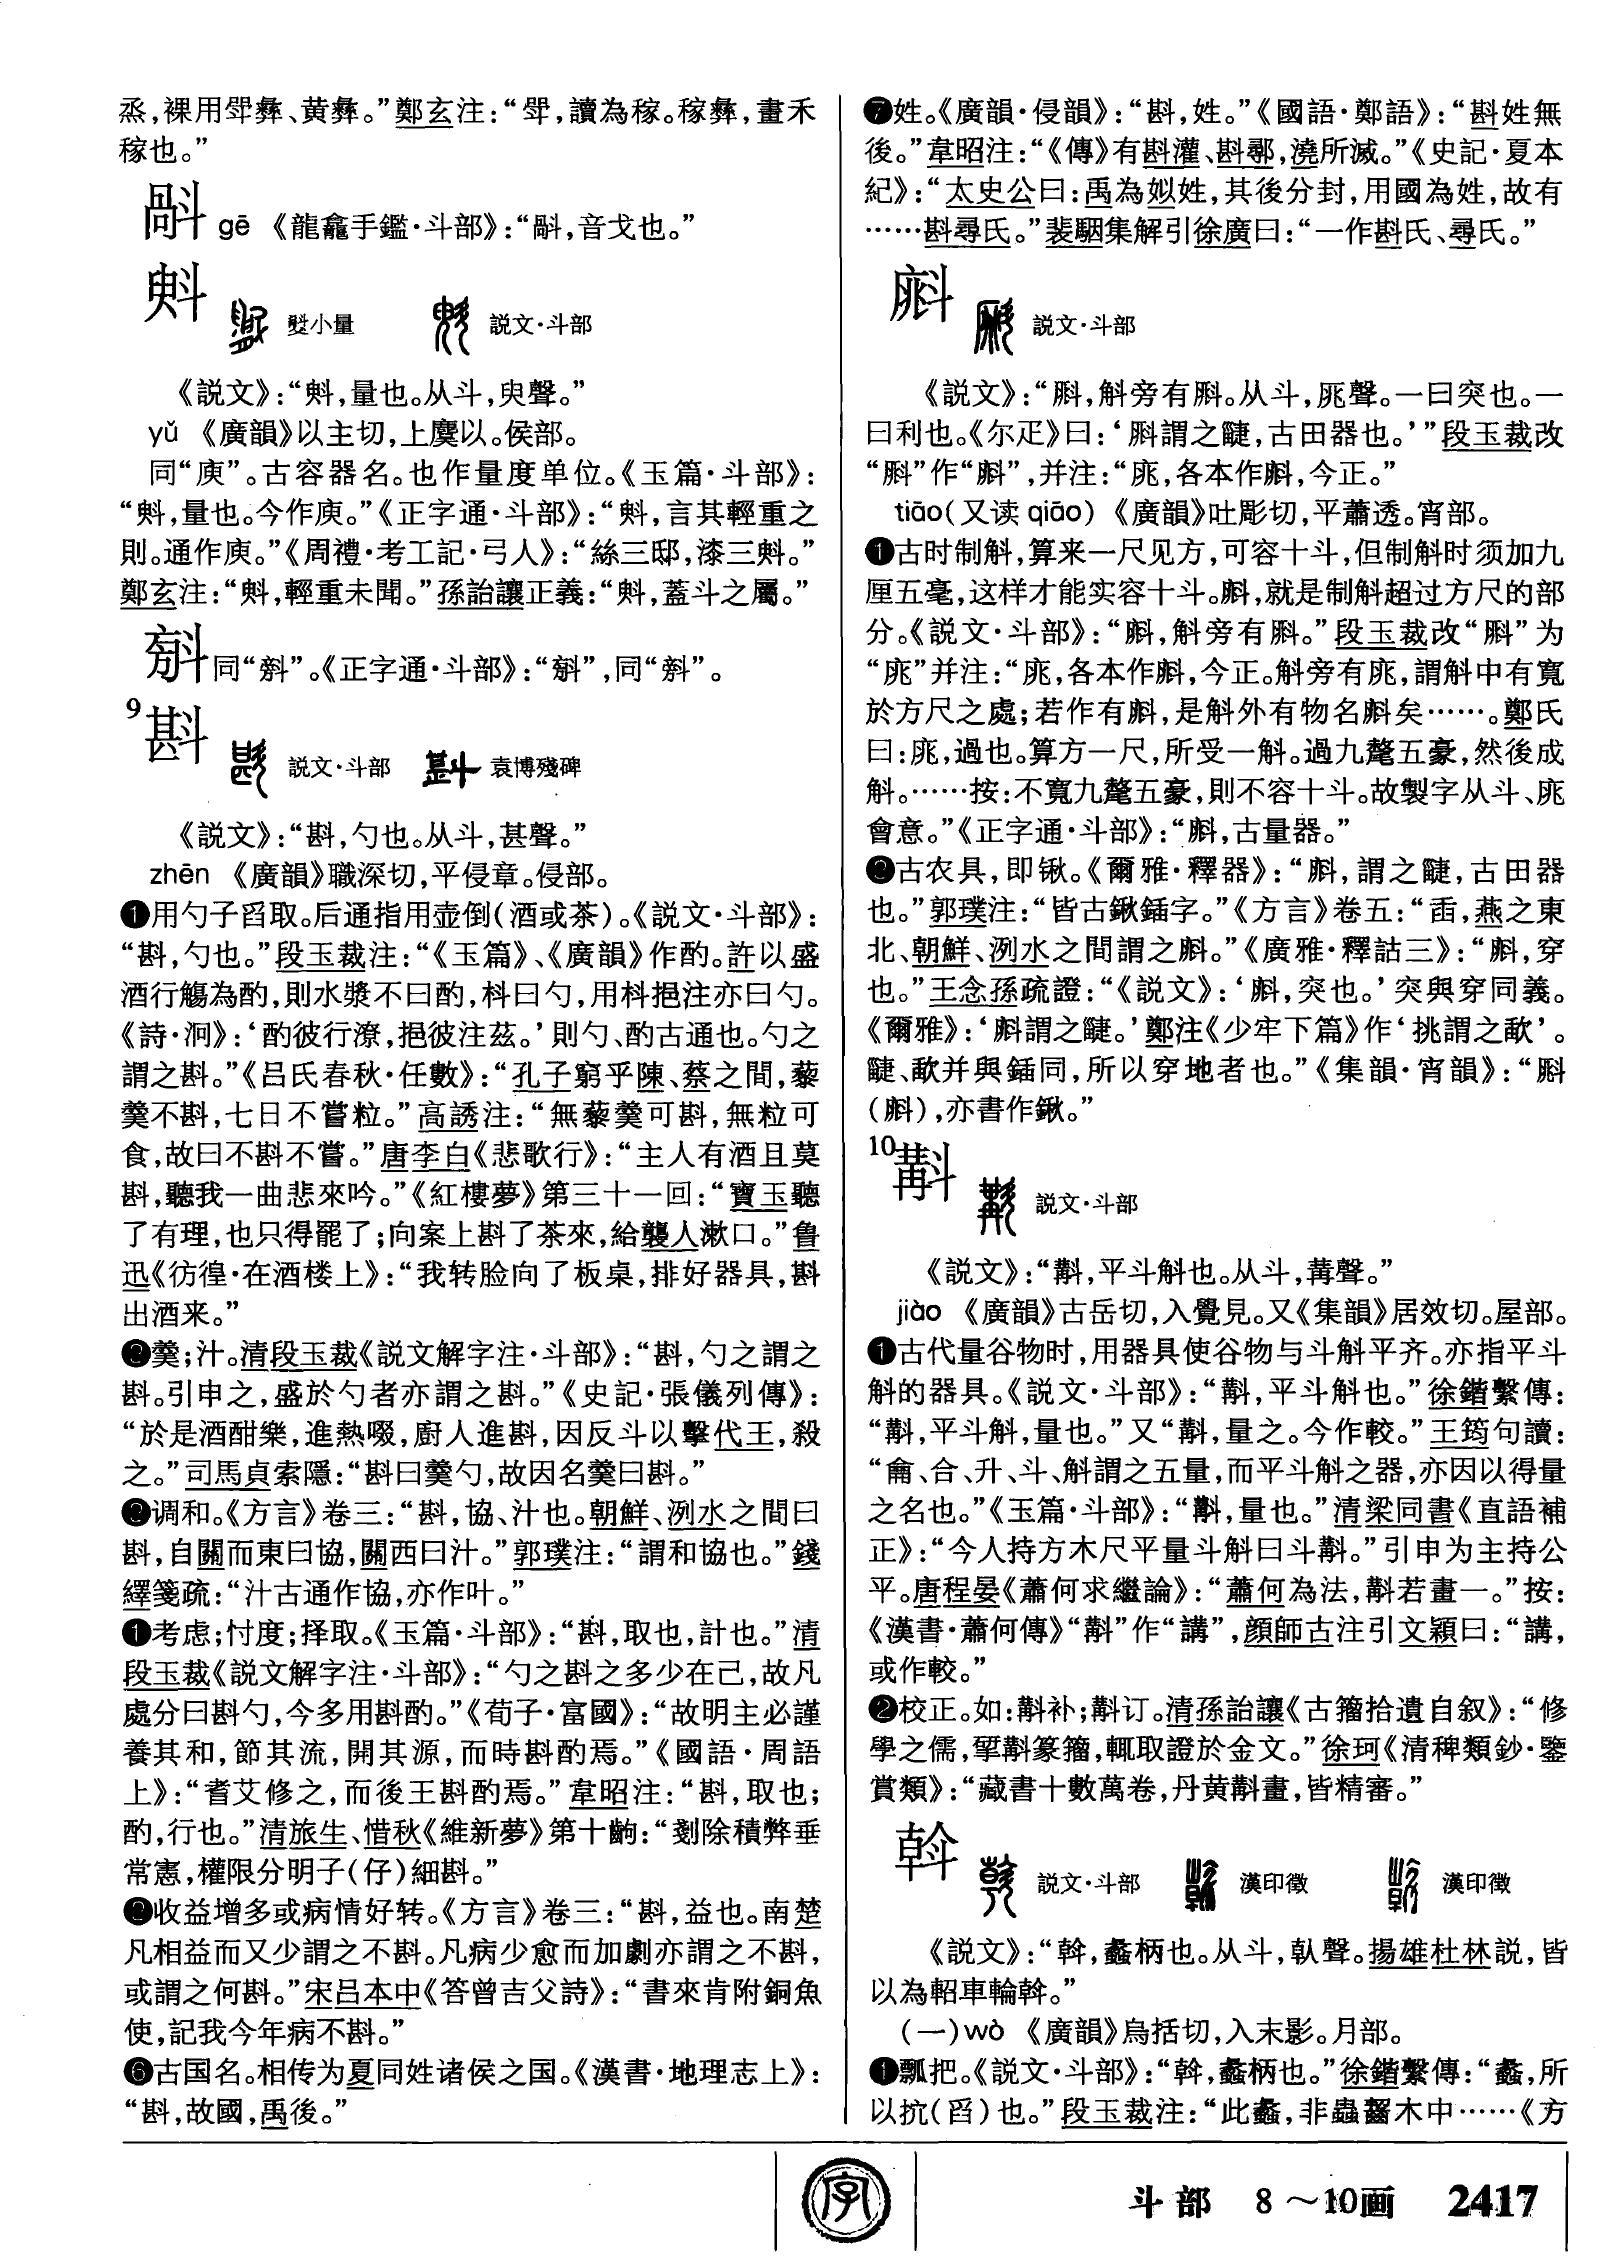 烝，裸用斝彝、黄彝。”鄭玄注：“斝，讀為稼。稼彝，畫禾
稼也。”
gē 《龍龕手鑑·斗部》：“，音戈也。”
㪷
小量 説文·斗部
《説文》：“斞，量也。从斗，臾聲。”
yǔ 《廣韻》以主切，上麌以。侯部。
同“庾”。古容器名。也作量度单位。《玉篇·斗部》：
“斞，量也。今作庾。”《正字通·斗部》：“斞，言其輕重之
則。通作庾。”《周禮·考工記·弓人》：“絲三邸，漆三斞。”
鄭玄注：“斞，輕重未聞。”孫詒讓正義：“斞，蓋斗之屬。”
同“斛”。《正字通·斗部》：“”，同“斛”。
9 斟
説文·斗部 袁博殘碑
《説文》：“斟，勺也。从斗，甚聲。”
zhēn 《廣韻》職深切，平侵章。侵部。
❶用勺子舀取。后通指用壶倒（酒或茶）。《説文·斗部》：
“斟，勺也。”段玉裁注：“《玉篇》、《廣韻》作酌。許以盛
酒行觴為酌，則水漿不曰酌，枓曰勺，用枓挹注亦曰勺。
《詩·泂》：‘酌彼行潦，挹彼注茲。’則勺、酌古通也。勺之
謂之斟。”《吕氏春秋·任數》：“孔子窮乎陳、蔡之間，藜
羹不斟，七日不嘗粒。”高誘注：“無藜羹可斟，無粒可
食，故曰不斟不嘗。”唐李白《悲歌行》：“主人有酒且莫
斟，聽我一曲悲來吟。”《紅樓夢》第三十一回：“寶玉聽
了有理，也只得罷了；向案上斟了茶來，給襲人漱口。”魯
迅《彷徨·在酒楼上》：“我转脸向了板桌，排好器具，斟
出酒来。”
❷羹；汁。清段玉裁《説文解字注·斗部》：“斟，勺之謂之
斟。引申之，盛於勺者亦謂之斟。”《史記·張儀列傳》：
“於是酒酣樂，進熱啜，廚人進斟，因反斗以擊代王，殺
之。”司馬貞索隱：“斟曰羹勺，故因名羹曰斟。”
❸调和。《方言》卷三：“斟，協、汁也。朝鮮、洌水之間曰
斟，自關而東曰協，關西曰汁。”郭璞注：“謂和協也。”錢
繹箋疏：“汁古通作協，亦作叶。”
❹考虑；忖度；择取。《玉篇·斗部》：“斟，取也，計也。”清
段玉裁《説文解字注·斗部》：“勺之斟之多少在己，故凡
處分曰斟勺，今多用斟酌。”《荀子·富國》：“故明主必謹
養其和，節其流，開其源，而時斟酌焉。”《國語·周語
上》：“耆艾修之，而後王斟酌焉。”韋昭注：“斟，取也；
酌，行也。”清旅生、惜秋《維新夢》第十齣：“剗除積弊垂
常憲，權限分明子（仔）細斟。”
❺收益增多或病情好转。《方言》卷三：“斟，益也。南楚
凡相益而又少謂之不斟。凡病少愈而加劇亦謂之不斟，
或謂之何斟。”宋吕本中《答曾吉父詩》：“書來肯附銅魚
使，記我今年病不斟。”
❻古国名。相传为夏同姓诸侯之国。《漢書·地理志上》：
“斟，故國，禹後。”
❼姓。《廣韻·侵韻》：“斟，姓。”《國語·鄭語》：“斟姓無
後。”韋昭注：“《傳》有斟灌、斟鄩，澆所滅。”《史記·夏本
紀》：“太史公曰：禹為姒姓，其後分封，用國為姓，故有
……斟尋氏。”裴駰集解引徐廣曰：“一作斟氏、尋氏。”
㪶
説文·斗部
《説文》：“斛，斛旁有斛。从斗，𠩓聲。一曰突也。一
曰利也。《尔疋》曰：‘斛謂之疀，古田器也。’”段玉裁改
“斛”作“斛”，并注：“庣，各本作斛，今正。”
tiāo（又读 qiāo） 《廣韻》吐彫切，平蕭透。宵部。
❶古时制斛，算来一尺见方，可容十斗，但制斛时须加九
厘五毫，这样才能实容十斗。斛，就是制斛超过方尺的部
分。《説文·斗部》：“斛，斛旁有斛。”段玉裁改“斛”为
“庣”并注：“庣，各本作斛，今正。斛旁有庣，謂斛中有寬
於方尺之處；若作有斛，是斛外有物名斛矣……。鄭氏
曰：庣，過也。算方一尺，所受一斛。過九氂五豪，然後成
斛。……按：不寬九氂五豪，則不容十斗。故製字从斗、庣
會意。”《正字通·斗部》：“斛，古量器。”
❷古农具，即锹。《爾雅·釋器》：“斛，謂之疀，古田器
也。”郭璞注：“皆古鍬鍤字。”《方言》卷五：“臿，燕之東
北、朝鮮、洌水之間謂之斛。”《廣雅·釋詁三》：“斛，穿
也。”王念孫疏證：“《説文》：‘斛，突也。’突與穿同義。
《爾雅》：‘斛謂之疀。’鄭注《少牢下篇》作‘挑謂之歃’。
疀、歃并與鍤同，所以穿地者也。”《集韻·宵韻》：“斛
（斛），亦書作鍬。”
10 斠
説文·斗部
《説文》：“斠，平斗斛也。从斗，冓聲。”
jiào 《廣韻》古岳切，入覺見。又《集韻》居效切。屋部。
❶古代量谷物时，用器具使谷物与斗斛平齐。亦指平斗
斛的器具。《説文·斗部》：“斠，平斗斛也。”徐鍇繫傳：
“斠，平斗斛，量也。”又“斠，量之。今作較。”王筠句讀：
“龠、合、升、斗、斛謂之五量，而平斗斛之器，亦因以得量
之名也。”《玉篇·斗部》：“斠，量也。”清梁同書《直語補
正》：“今人持方木尺平量斗斛曰斗斠。”引申为主持公
平。唐程晏《蕭何求繼論》：“蕭何為法，斠若畫一。”按：
《漢書·蕭何傳》“斠”作“講”，顔師古注引文穎曰：“講，
或作較。”
❷校正。如：斠补；斠订。清孫詒讓《古籀拾遺自叙》：“修
學之儒，揅斠篆籀，輒取證於金文。”徐珂《清稗類鈔·鑒
賞類》：“藏書十數萬卷，丹黄斠畫，皆精審。”
斡
説文·斗部 漢印徵 漢印徵
《説文》：“斡，蠡柄也。从斗，倝聲。揚雄杜林説，皆
以為軺車輪斡。”
（一）wò 《廣韻》烏括切，入末影。月部。
❶瓢把。《説文·斗部》：“斡，蠡柄也。”徐鍇繫傳：“蠡，所
以抗（舀）也。”段玉裁注：“此蠡，非蟲齧木中……《方
字
斗部 8～10画 2417